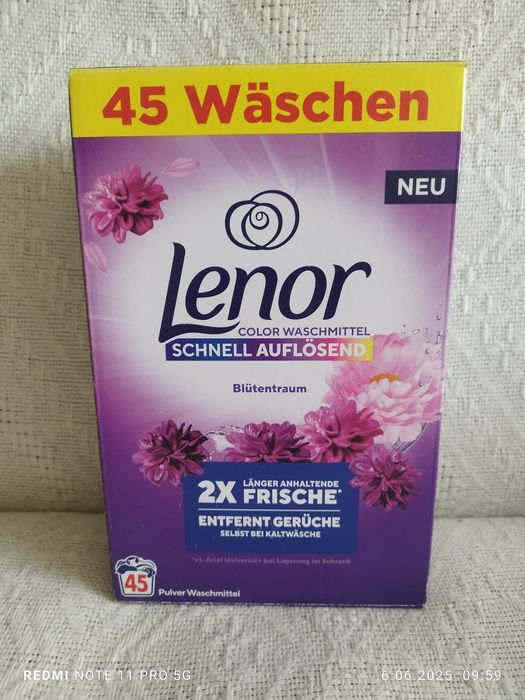 45 Wäschen
NEU
Lenor
COLOR WASCHMITTEL
SCHNELL AUFLÖSEND
Blütentraum
2X LÄNGER ANHALTENDE
FRISCHE*
ENTFERNT GERÜCHE
SELBST BEI KALTWÄSCHE
*vs. Ariel Universal+ bei Lagerung im Schrank
45
Pulver Waschmittel
REDMI NOTE 11 PRO 5G
6.06.2025 09:59